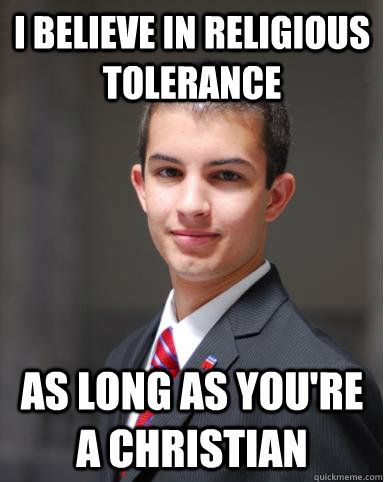 I BELIEVE IN RELIGIOUS
TOLERANCE
AS LONG AS YOU'RE
A CHRISTIAN
quickmeme.com